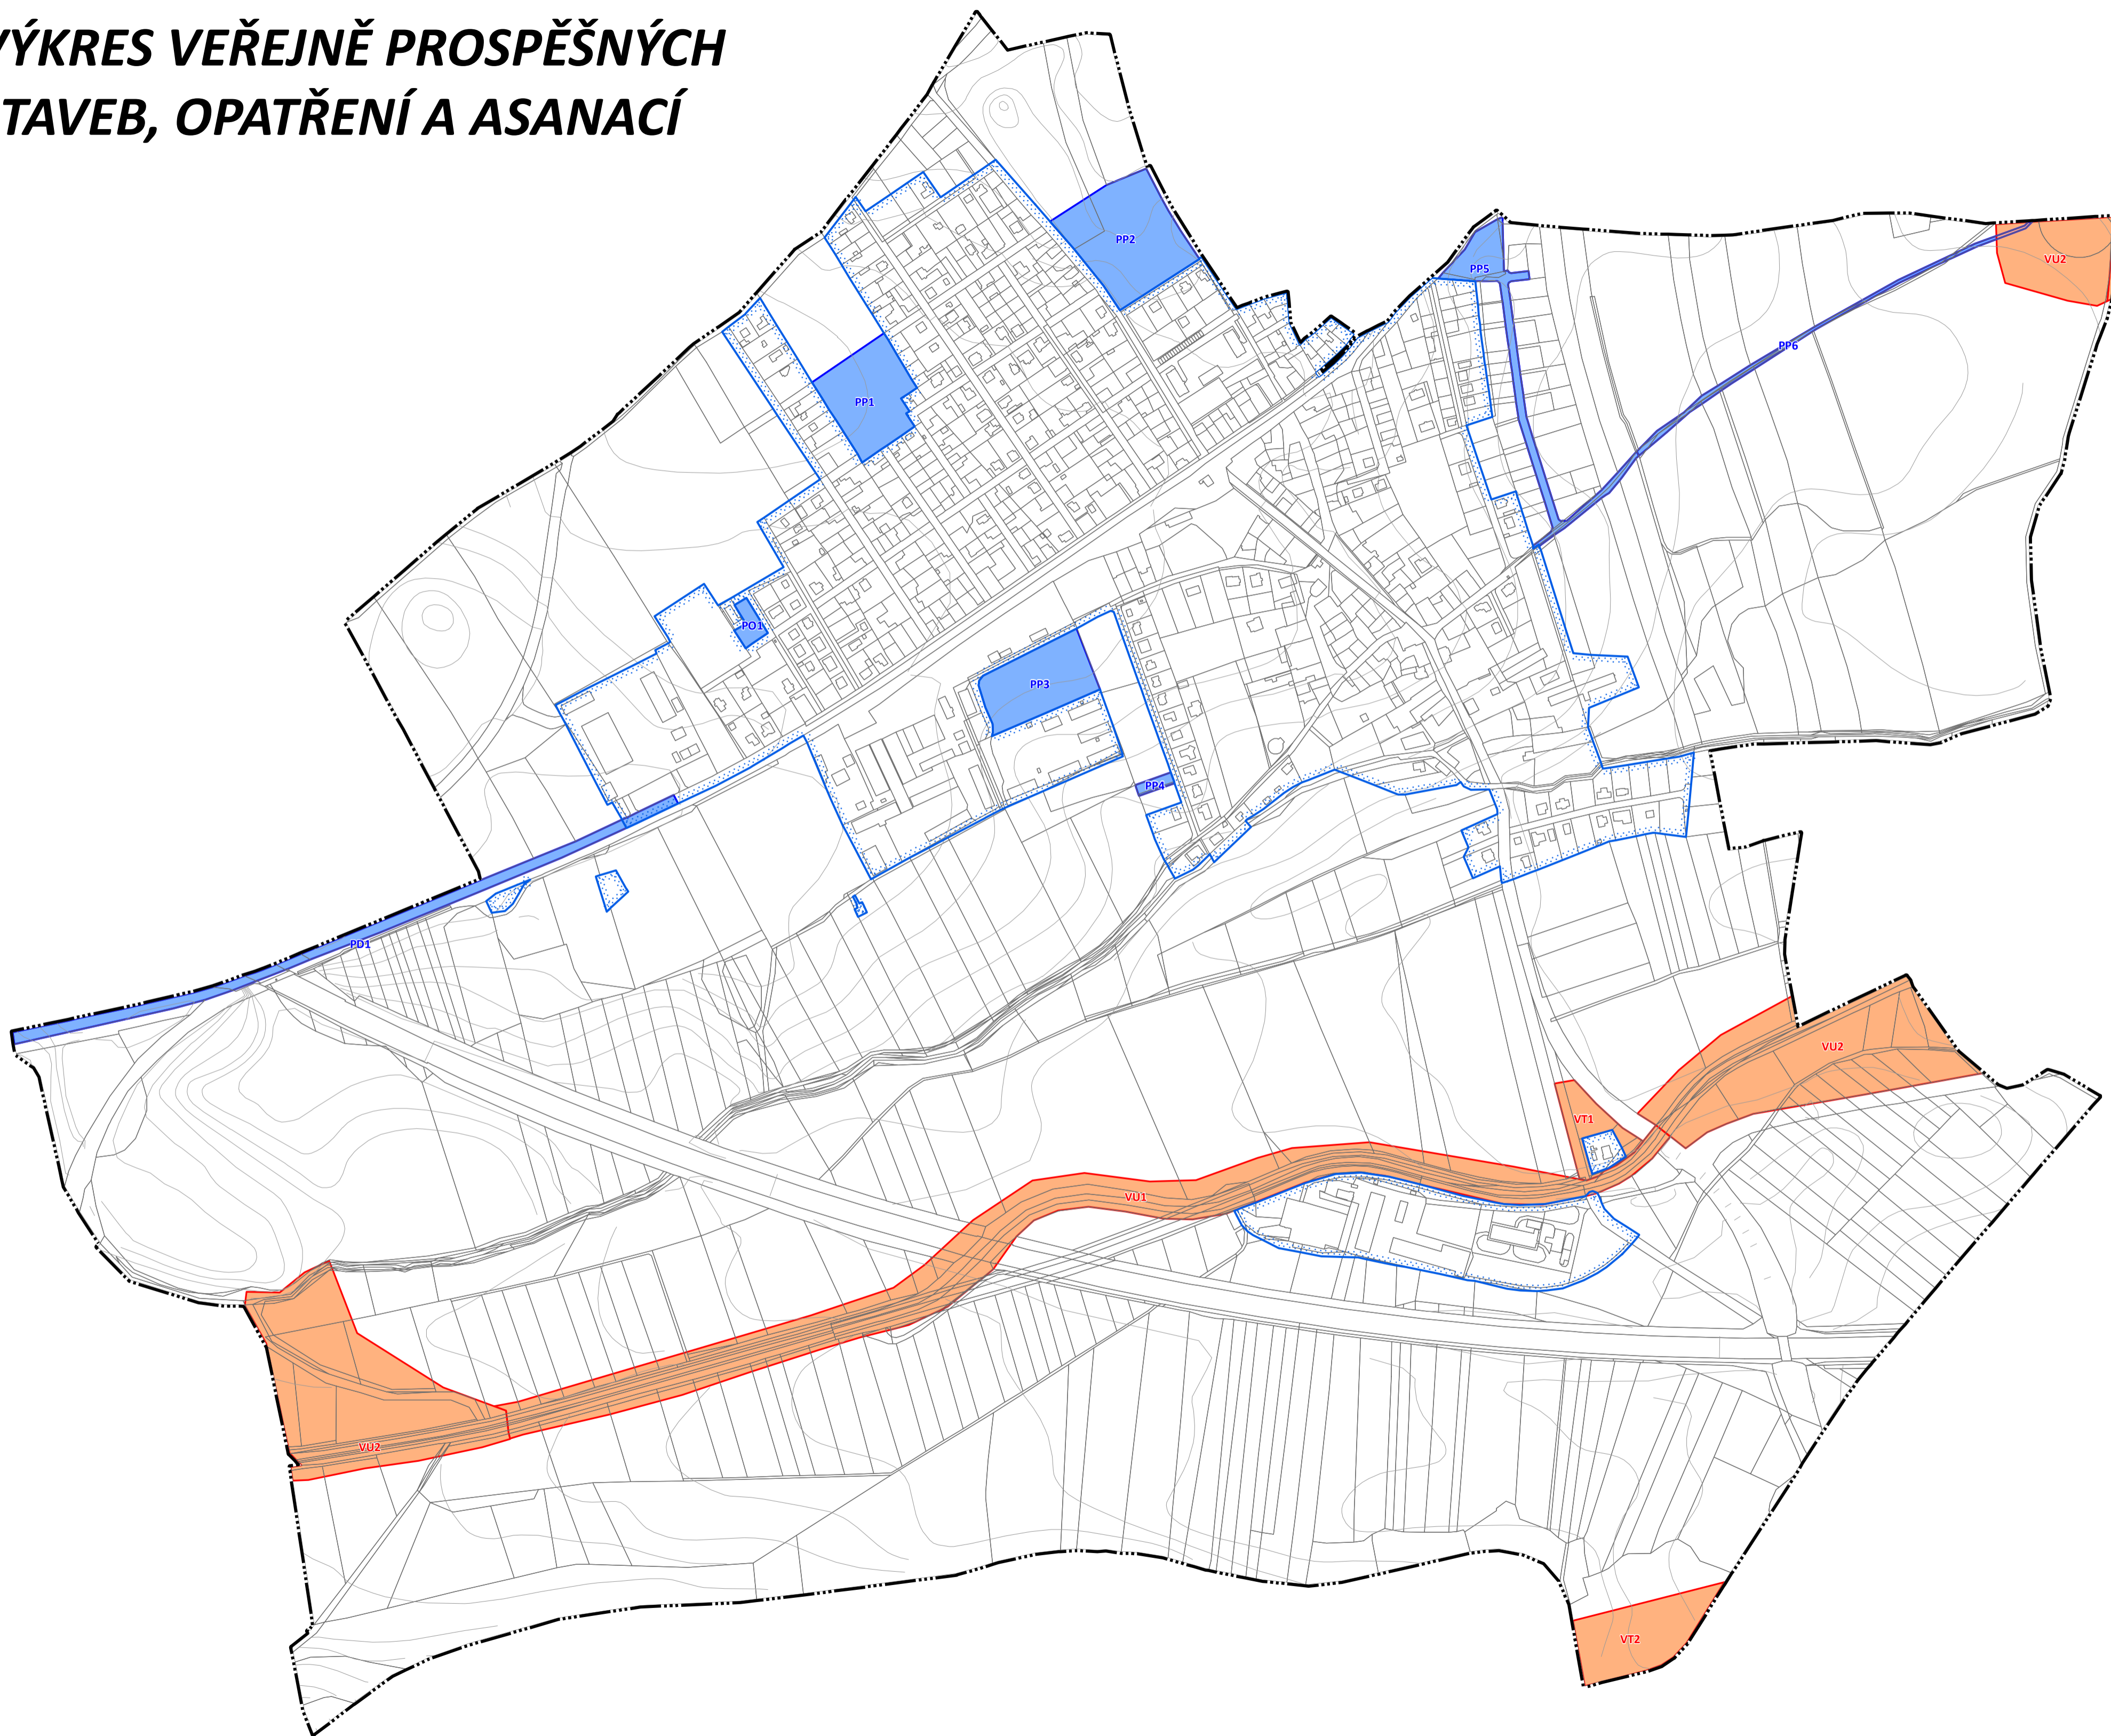 VÝKRES VEŘEJNĚ PROSPĚŠNÝCH
TAVEB, OPATŘENÍ A ASANACÍ
PP2
PP5
VU2
PP6
PP1
PO1
PP3
PP4
PD1
VU2
VT1
VU1
VU2
VT2